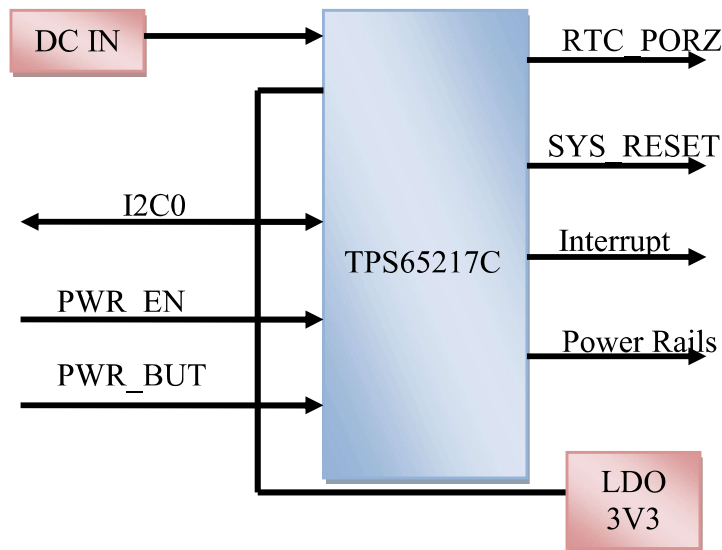 DC IN
RTC_PORZ
SYS_RESET
I2C0
Interrupt
TPS65217C
PWR_EN
Power Rails
PWR_BUT
LDO
3V3